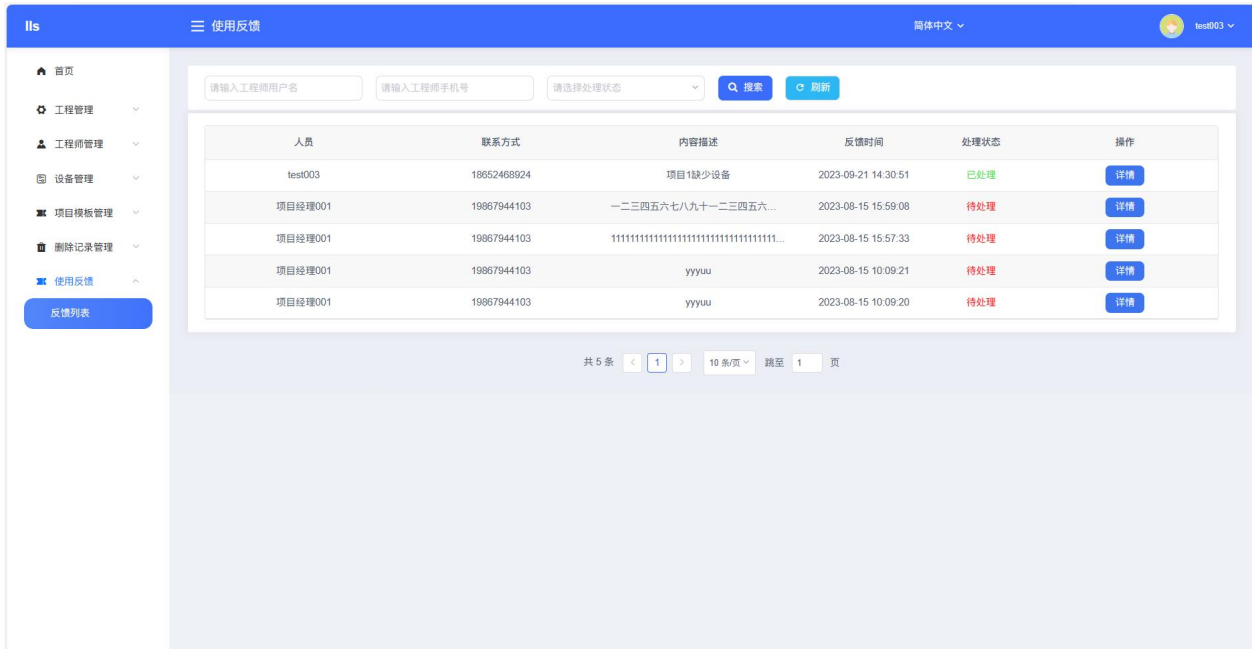 lls
使用反馈
简体中文
test003
首页
工程管理
工程师管理
设备管理
项目模板管理
删除记录管理
使用反馈
反馈列表
请输入工程师用户名 请输入工程师手机号 请选择处理状态 搜索 刷新
人员 联系方式 内容描述 反馈时间 处理状态 操作
test003 18652468924 项目1缺少设备 2023-09-21 14:30:51 已处理 详情
项目经理001 19867944103 一二三四五六七八九十一二三四五六... 2023-08-15 15:59:08 待处理 详情
项目经理001 19867944103 1111111111111111111111111111111111... 2023-08-15 15:57:33 待处理 详情
项目经理001 19867944103 yyyuu 2023-08-15 10:09:21 待处理 详情
项目经理001 19867944103 yyyuu 2023-08-15 10:09:20 待处理 详情
共 5 条 1 10 条/页 跳至 1 页